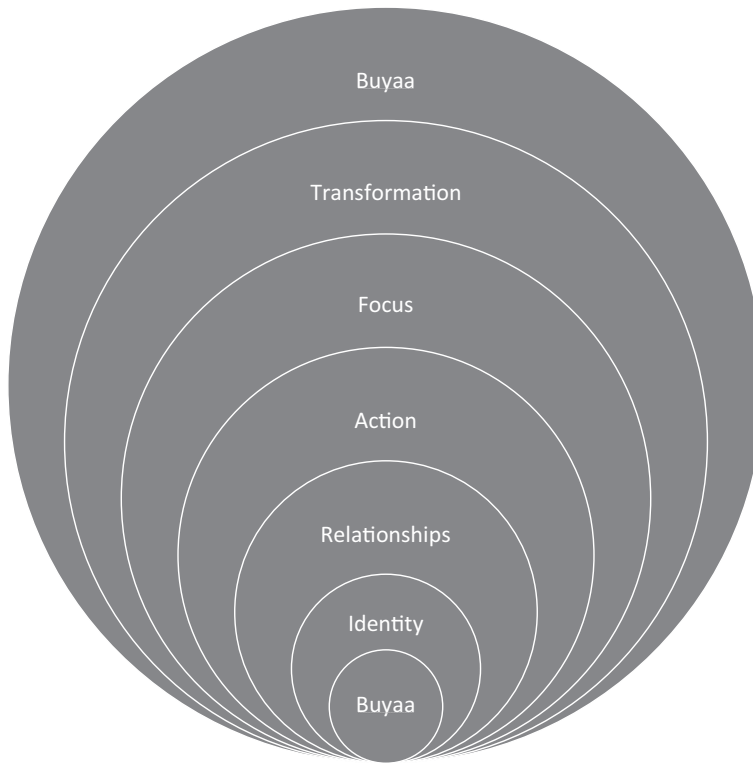 Buyaa
Transformation
Focus
Action
Relationships
Identity
Buyaa